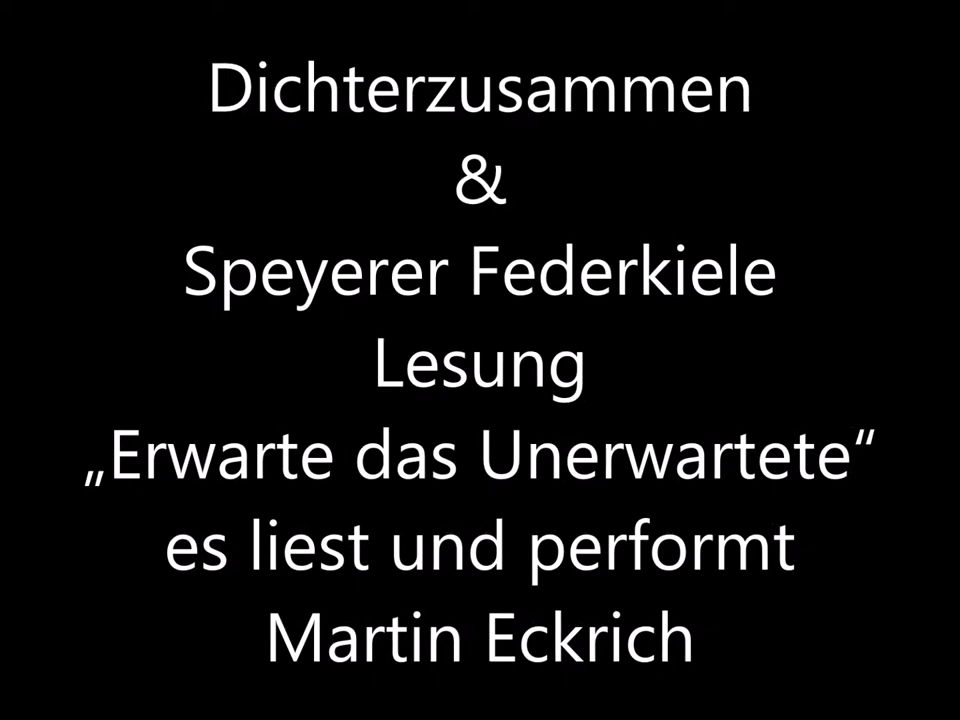 Dichterzusammen
&
Speyerer Federkiele
Lesung
„Erwarte das Unerwartete“
es liest und performt
Martin Eckrich